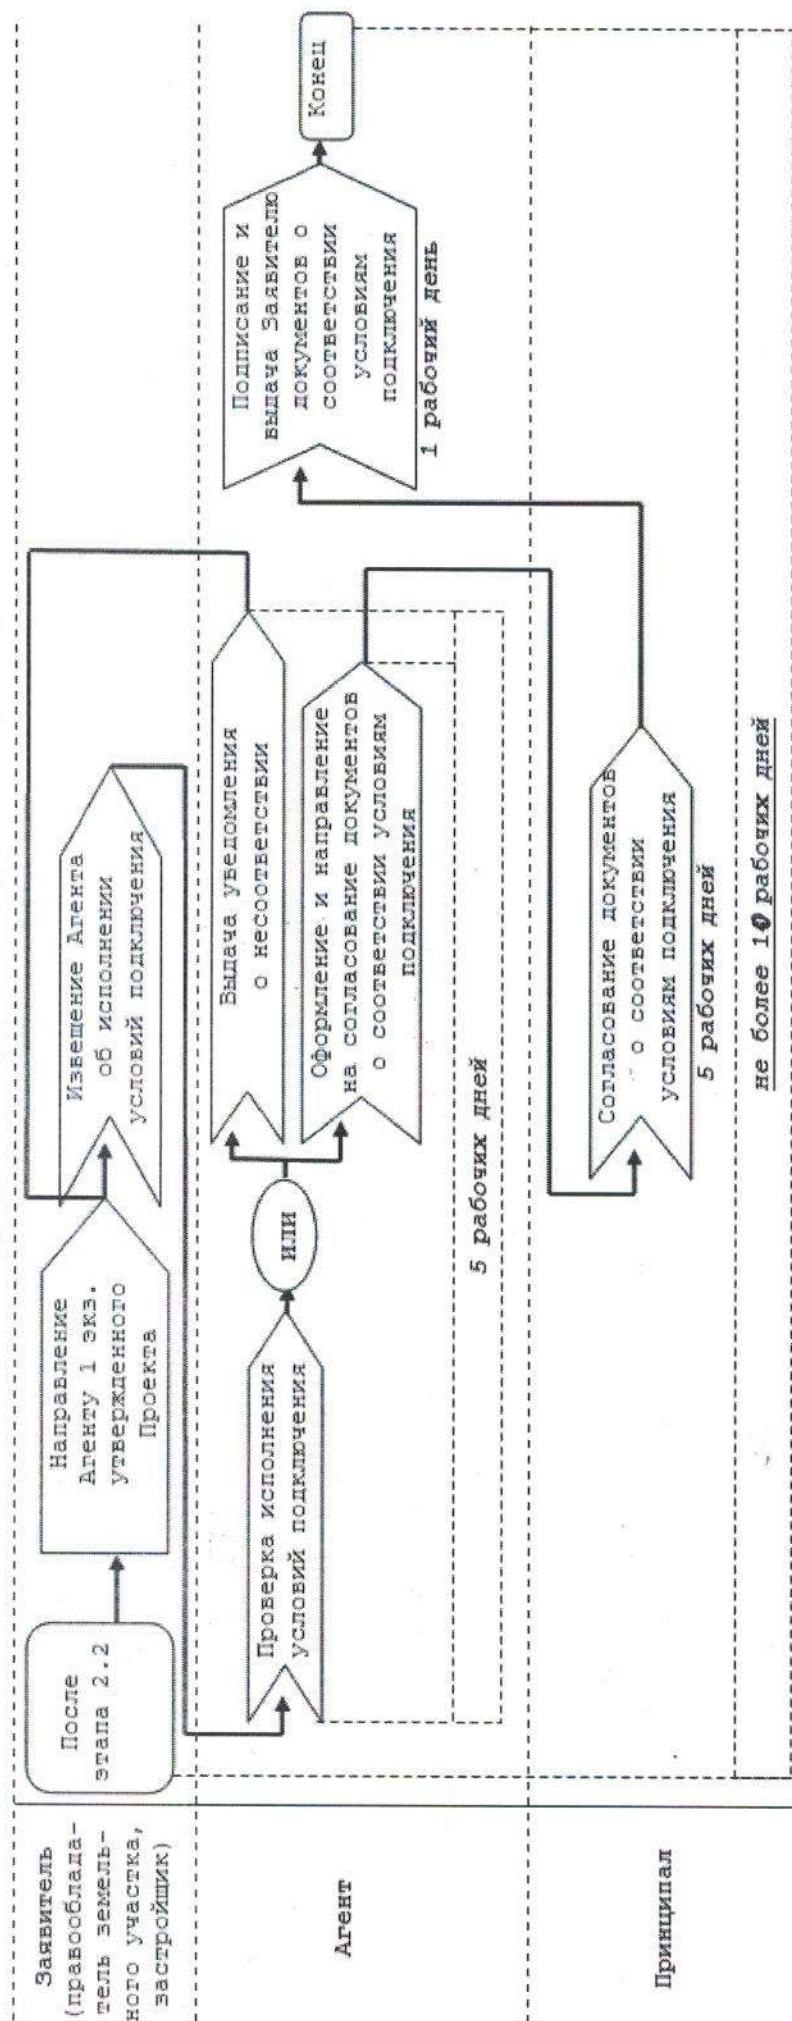 Заявитель
(правооблада-
тель земель-
ного участка,
застройщик)
После
этапа 2.2
Направление
Агенту 1 экз.
утвержденного
Проекта
Извещение Агента
об исполнении
условий подключения
Агент
Проверка исполнения
условий подключения
ИЛИ
Выдача уведомления
о несоответствии
Оформление и направление
на согласование документов
о соответствии условиям
подключения
5 рабочих дней
Подписание и
выдача Заявителю
документов о
соответствии
условиям
подключения
1 рабочий день
Конец
Принципал
Согласование документов
о соответствии
условиям подключения
5 рабочих дней
не более 10 рабочих дней